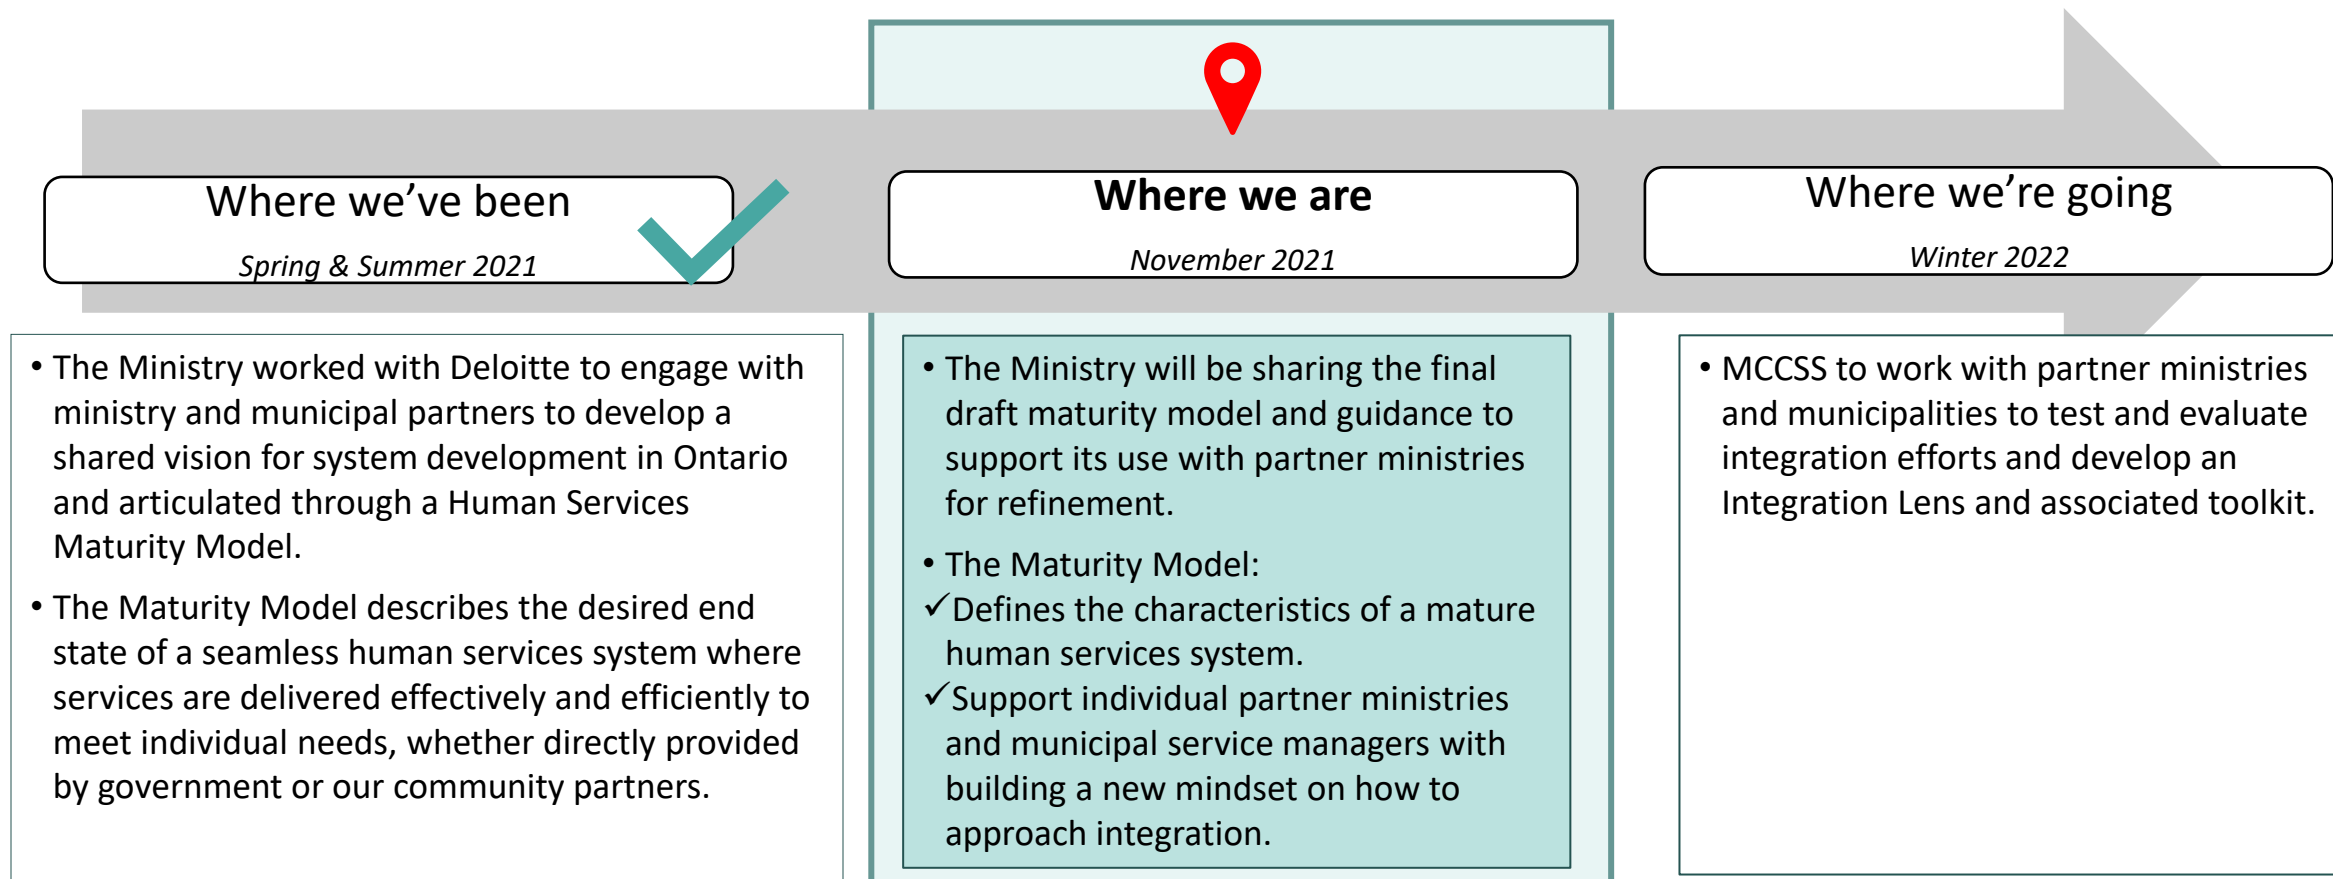 Where we’ve been
Spring & Summer 2021
• The Ministry worked with Deloitte to engage with
ministry and municipal partners to develop a
shared vision for system development in Ontario
and articulated through a Human Services
Maturity Model.
• The Maturity Model describes the desired end
state of a seamless human services system where
services are delivered effectively and efficiently to
meet individual needs, whether directly provided
by government or our community partners.
Where we are
November 2021
• The Ministry will be sharing the final
draft maturity model and guidance to
support its use with partner ministries
for refinement.
• The Maturity Model:
✓Defines the characteristics of a mature
human services system.
✓Support individual partner ministries
and municipal service managers with
building a new mindset on how to
approach integration.
Where we’re going
Winter 2022
• MCCSS to work with partner ministries
and municipalities to test and evaluate
integration efforts and develop an
Integration Lens and associated toolkit.